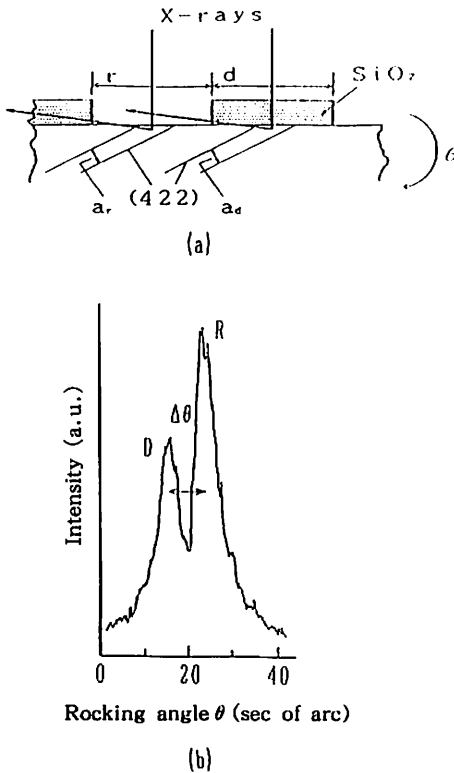 X-rays
r d SiO₂
θ
aᵣ (422) a_d
(a)
R
Δθ
D
Intensity (a.u.)
0 20 40
Rocking angle θ (sec of arc)
(b)